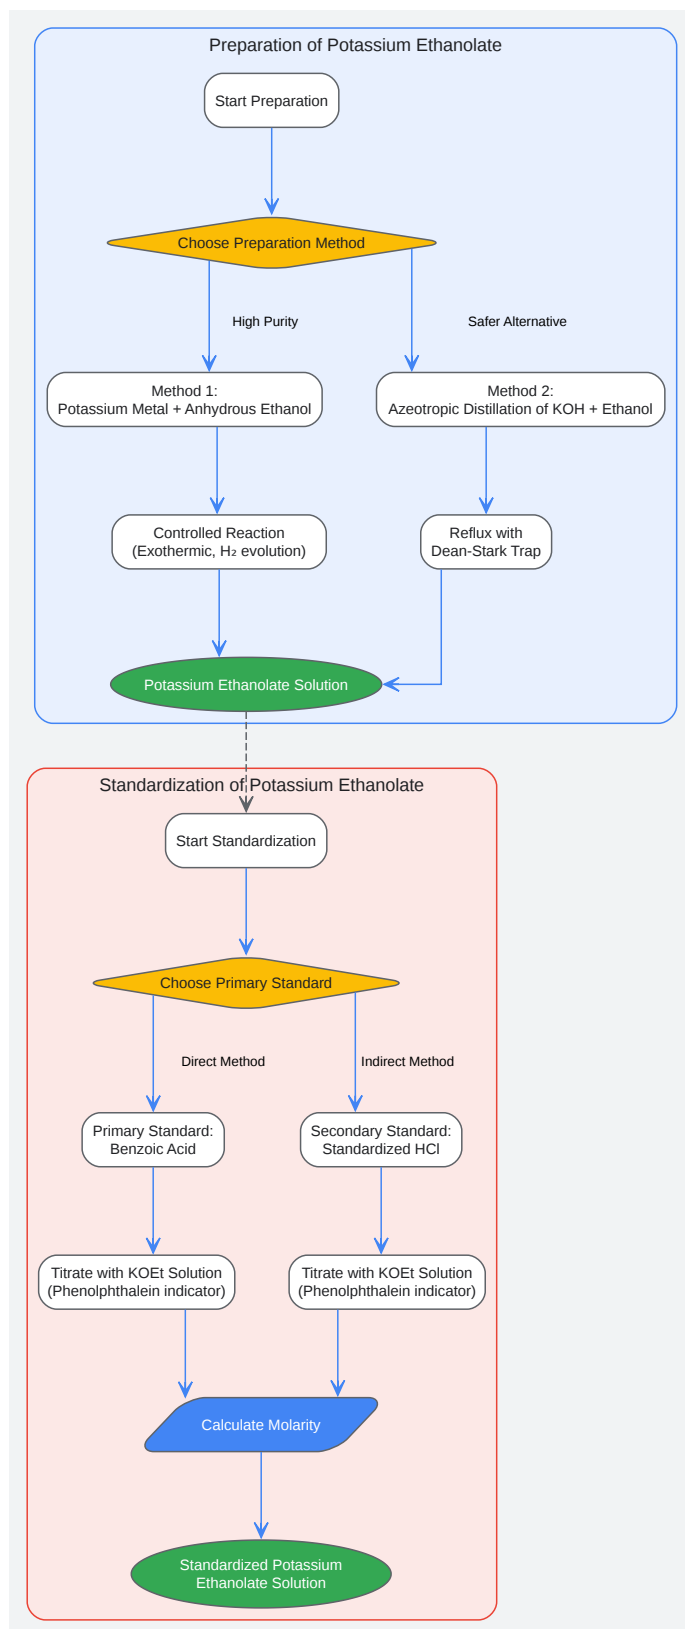 Preparation of Potassium Ethanolate
Start Preparation
Choose Preparation Method
High Purity
Safer Alternative
Method 1:
Potassium Metal + Anhydrous Ethanol
Method 2:
Azeotropic Distillation of KOH + Ethanol
Controlled Reaction
(Exothermic, H₂ evolution)
Reflux with
Dean-Stark Trap
Potassium Ethanolate Solution
Standardization of Potassium Ethanolate
Start Standardization
Choose Primary Standard
Direct Method
Indirect Method
Primary Standard:
Benzoic Acid
Secondary Standard:
Standardized HCl
Titrate with KOEt Solution
(Phenolphthalein indicator)
Titrate with KOEt Solution
(Phenolphthalein indicator)
Calculate Molarity
Standardized Potassium
Ethanolate Solution